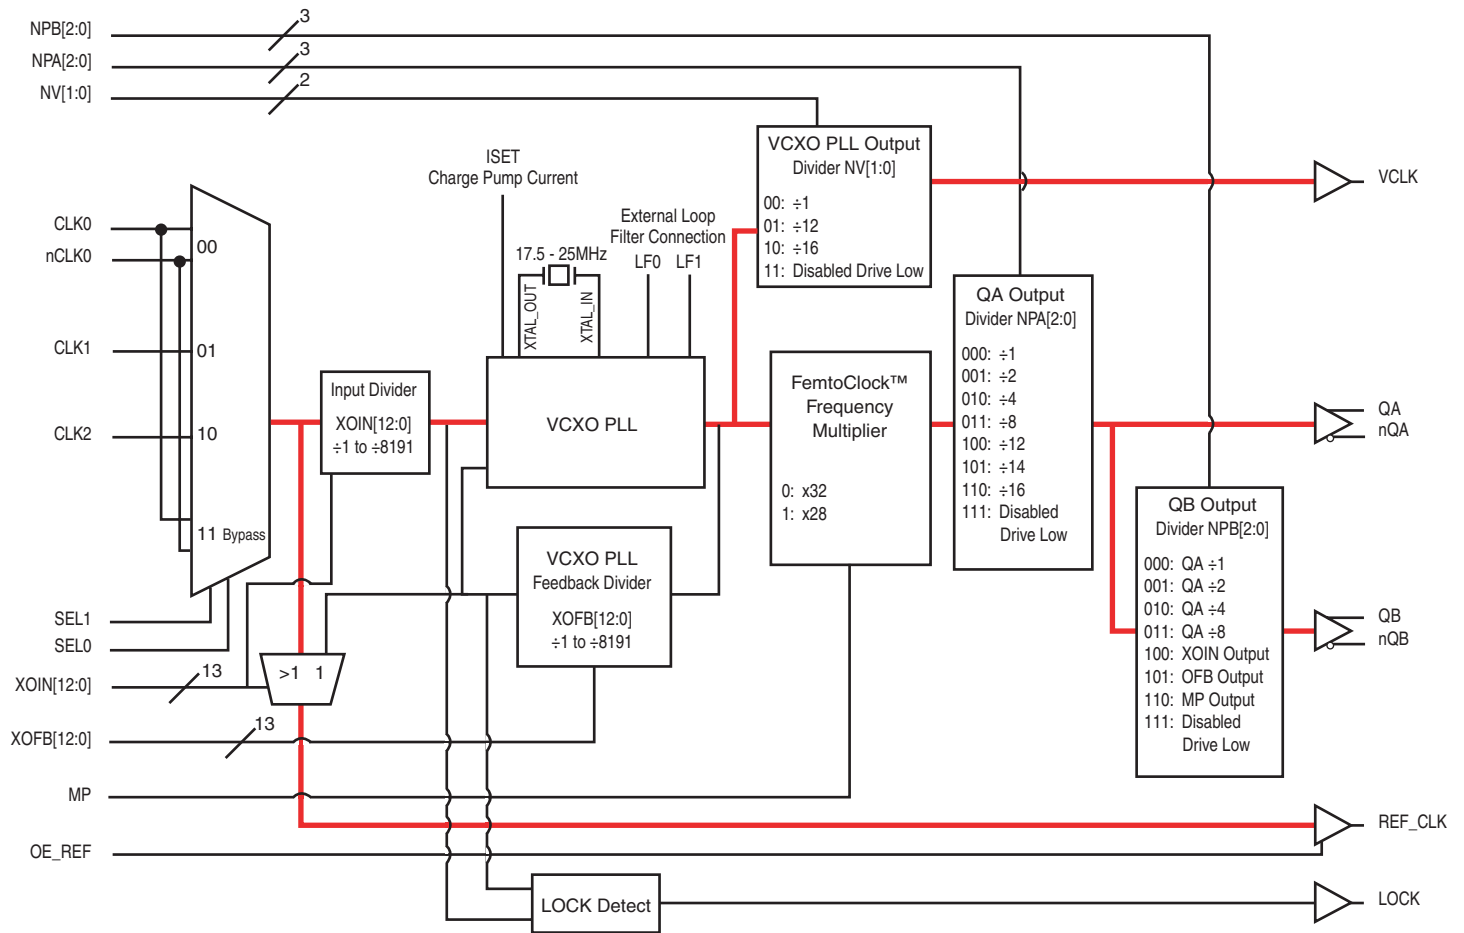 NPB[2:0]
3
NPA[2:0]
3
NV[1:0]
2
VCXO PLL Output
Divider NV[1:0]
00: ÷1
01: ÷12
10: ÷16
11: Disabled Drive Low
VCLK
ISET
Charge Pump Current
External Loop
Filter Connection
LF0 LF1
17.5 - 25MHz
XTAL_OUT
XTAL_IN
CLK0
nCLK0
CLK1
CLK2
00
01
10
11 Bypass
Input Divider
XOIN[12:0]
÷1 to ÷8191
VCXO PLL
FemtoClock™
Frequency
Multiplier
0: x32
1: x28
QA Output
Divider NPA[2:0]
000: ÷1
001: ÷2
010: ÷4
011: ÷8
100: ÷12
101: ÷14
110: ÷16
111: Disabled
Drive Low
QA
nQA
QB Output
Divider NPB[2:0]
000: QA ÷1
001: QA ÷2
010: QA ÷4
011: QA ÷8
100: XOIN Output
101: OFB Output
110: MP Output
111: Disabled
Drive Low
QB
nQB
VCXO PLL
Feedback Divider
XOFB[12:0]
÷1 to ÷8191
SEL1
SEL0
>1 1
XOIN[12:0]
13
XOFB[12:0]
13
MP
REF_CLK
OE_REF
LOCK Detect
LOCK